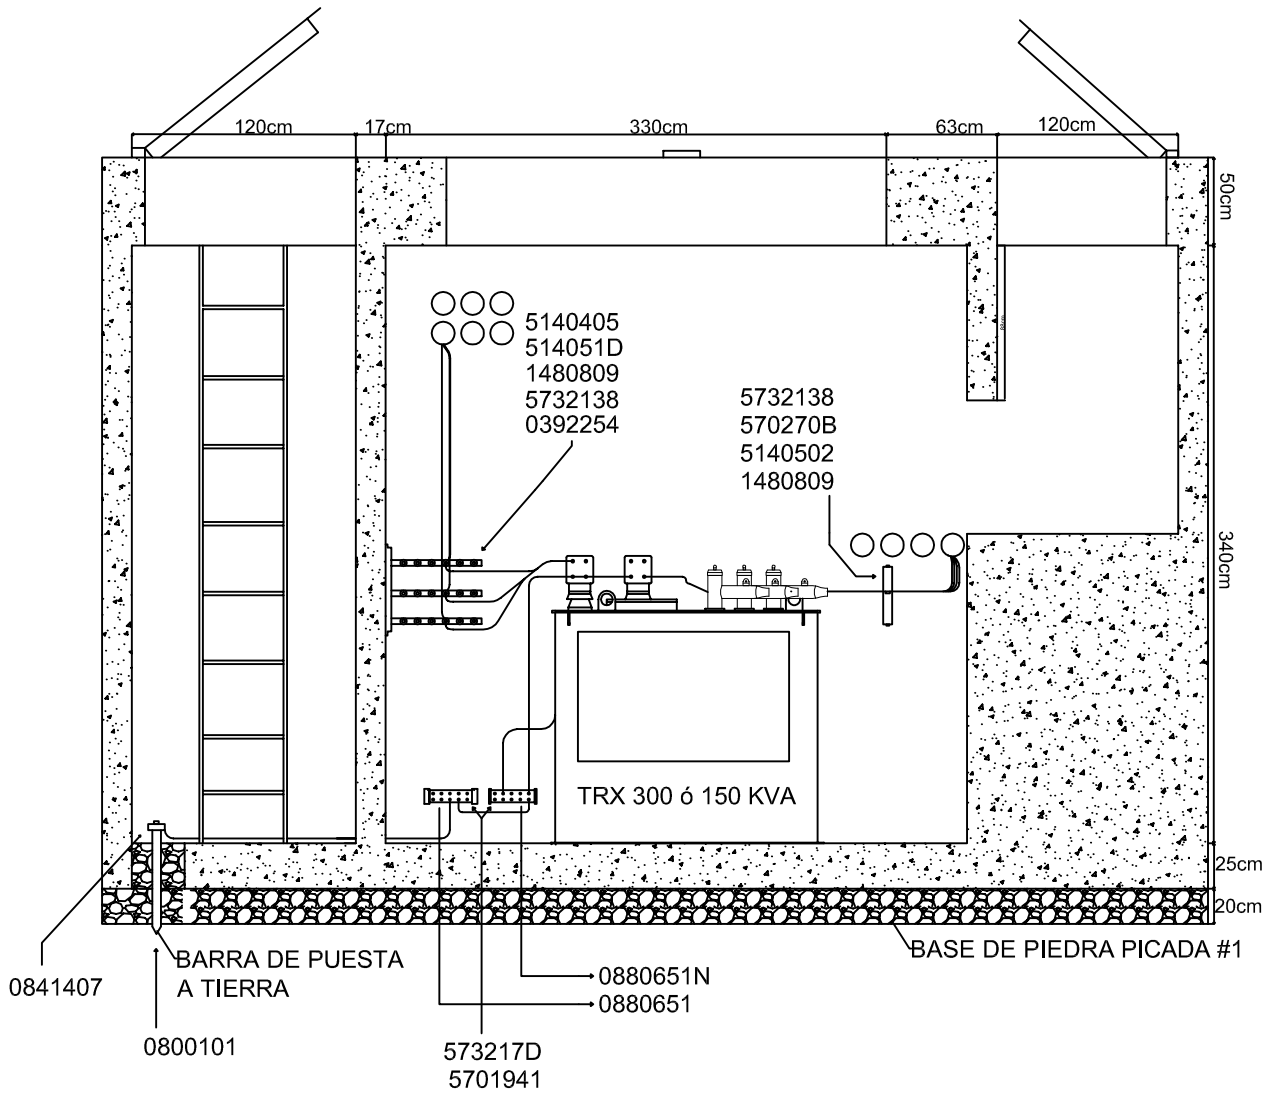 120cm
17cm
330cm
63cm
120cm
50cm
5140405
514051D
1480809
5732138
0392254
5732138
570270B
5140502
1480809
340cm
TRX 300 ó 150 KVA
25cm
20cm
BARRA DE PUESTA
A TIERRA
BASE DE PIEDRA PICADA #1
0841407
0880651N
0880651
0800101
573217D
5701941